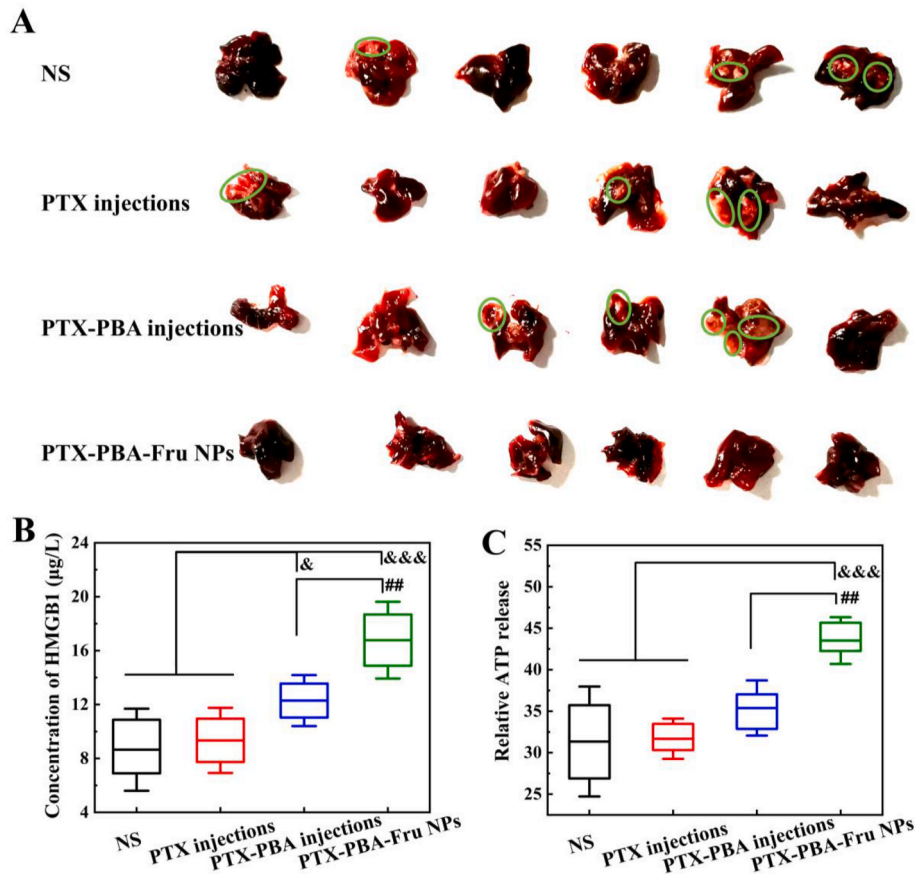 A
NS
PTX injections
PTX-PBA injections
PTX-PBA-Fru NPs
B
Concentration of HMGB1 (μg/L)
24
20
16
12
8
4
&
&&&
##
NS
PTX injections
PTX-PBA injections
PTX-PBA-Fru NPs
C
Relative ATP release
55
50
45
40
35
30
25
&&&
##
NS
PTX injections
PTX-PBA injections
PTX-PBA-Fru NPs